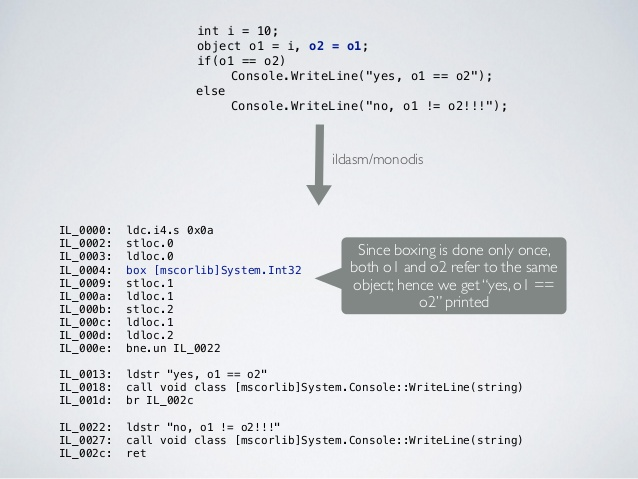 int i = 10;
object o1 = i, o2 = o1;
if(o1 == o2)
Console.WriteLine("yes, o1 == o2");
else
Console.WriteLine("no, o1 != o2!!!");
ildasm/monodis
IL_0000: ldc.i4.s 0x0a
IL_0002: stloc.0
IL_0003: ldloc.0
IL_0004: box [mscorlib]System.Int32
IL_0009: stloc.1
IL_000a: ldloc.1
IL_000b: stloc.2
IL_000c: ldloc.1
IL_000d: ldloc.2
IL_000e: bne.un IL_0022
Since boxing is done only once,
both o1 and o2 refer to the same
object; hence we get "yes, o1 ==
o2" printed
IL_0013: ldstr "yes, o1 == o2"
IL_0018: call void class [mscorlib]System.Console::WriteLine(string)
IL_001d: br IL_002c
IL_0022: ldstr "no, o1 != o2!!!"
IL_0027: call void class [mscorlib]System.Console::WriteLine(string)
IL_002c: ret